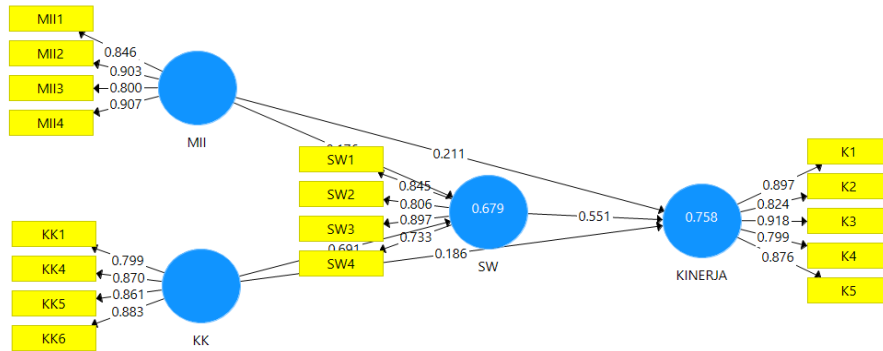 MII1
MII2
MII3
MII4
0.846
0.903
0.800
0.907
MII
0.211
SW1
SW2
SW3
SW4
0.845
0.806
0.897
0.733
0.679
SW
0.551
0.691
0.186
KK1
KK4
KK5
KK6
0.799
0.870
0.861
0.883
KK
0.758
KINERJA
0.897
0.824
0.918
0.799
0.876
K1
K2
K3
K4
K5